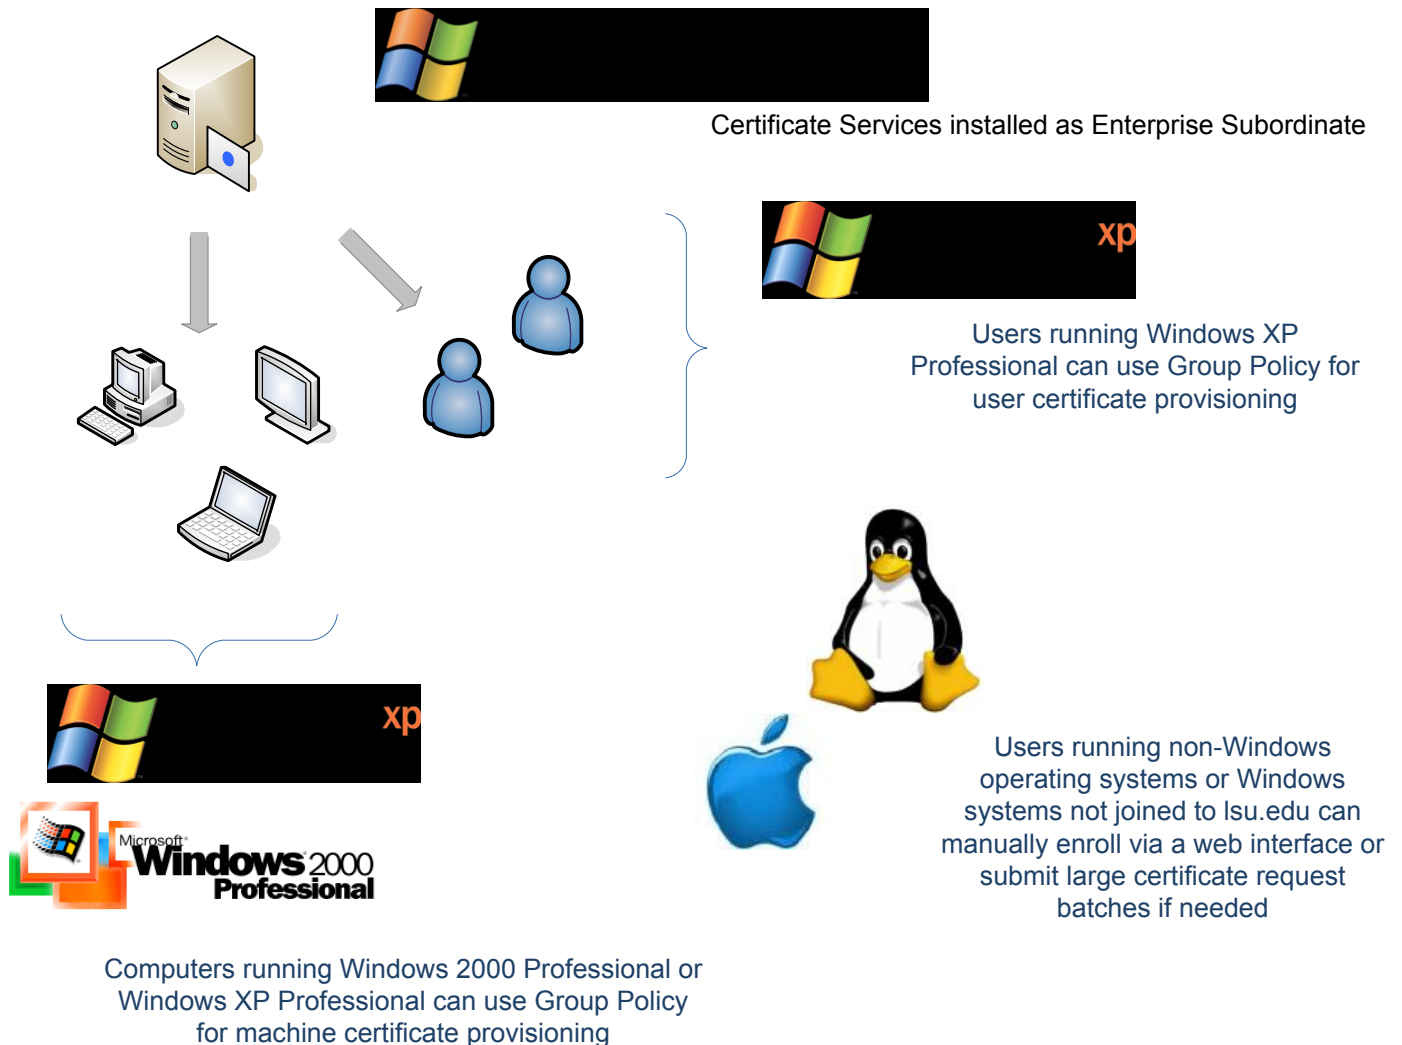 Certificate Services installed as Enterprise Subordinate
xp
Users running Windows XP
Professional can use Group Policy for
user certificate provisioning
xp
Microsoft
Windows 2000
Professional
Users running non-Windows
operating systems or Windows
systems not joined to lsu.edu can
manually enroll via a web interface or
submit large certificate request
batches if needed
Computers running Windows 2000 Professional or
Windows XP Professional can use Group Policy
for machine certificate provisioning